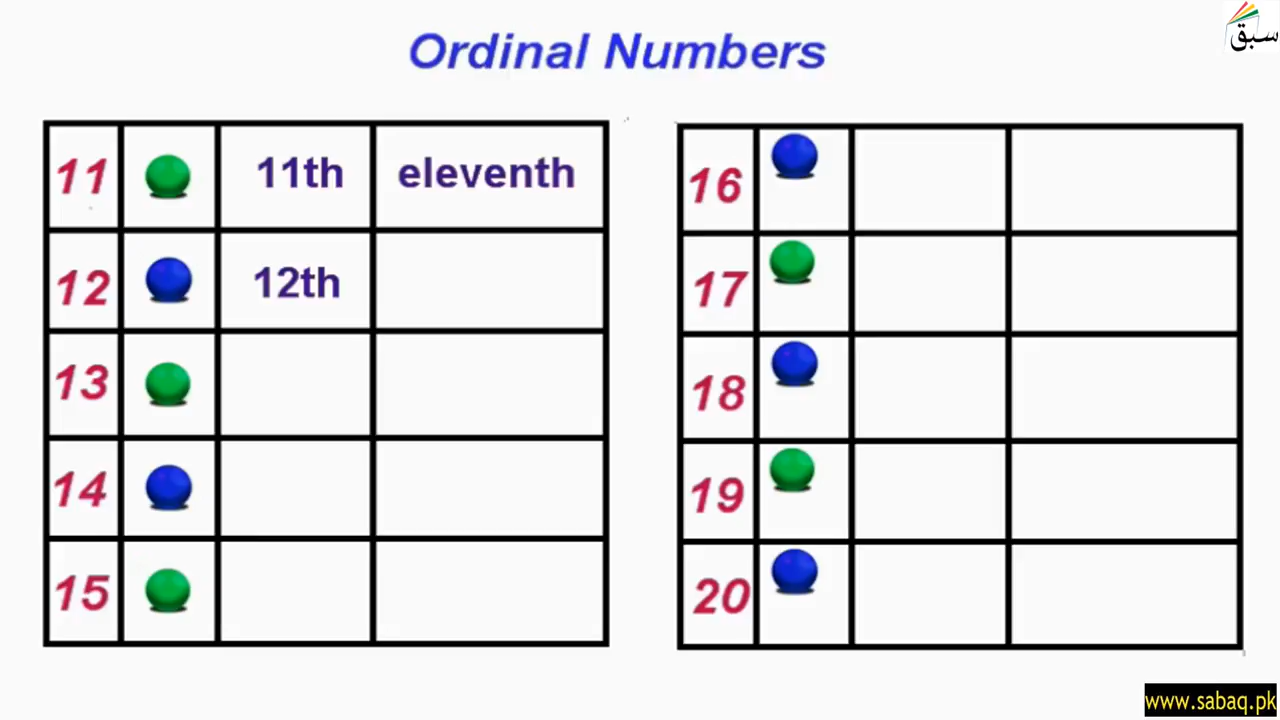 سبق
Ordinal Numbers
11 11th eleventh
12 12th
13
14
15
16
17
18
19
20
www.sabaq.pk